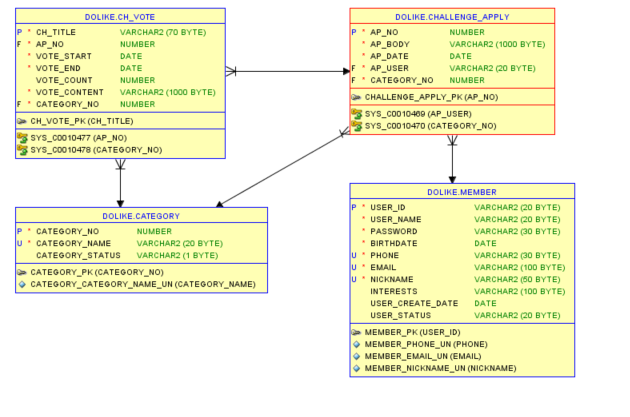 DOLIKE.CH_VOTE
P * CH_TITLE VARCHAR2 (70 BYTE)
F * AP_NO NUMBER
* VOTE_START DATE
* VOTE_END DATE
VOTE_COUNT NUMBER
* VOTE_CONTENT VARCHAR2 (1000 BYTE)
F * CATEGORY_NO NUMBER
CH_VOTE_PK (CH_TITLE)
SYS_C0010477 (AP_NO)
SYS_C0010478 (CATEGORY_NO)
DOLIKE.CHALLENGE_APPLY
P * AP_NO NUMBER
* AP_BODY VARCHAR2 (1000 BYTE)
* AP_DATE DATE
F * AP_USER VARCHAR2 (20 BYTE)
F * CATEGORY_NO NUMBER
CHALLENGE_APPLY_PK (AP_NO)
SYS_C0010469 (AP_USER)
SYS_C0010470 (CATEGORY_NO)
DOLIKE.CATEGORY
P * CATEGORY_NO NUMBER
U * CATEGORY_NAME VARCHAR2 (20 BYTE)
CATEGORY_STATUS VARCHAR2 (1 BYTE)
CATEGORY_PK (CATEGORY_NO)
CATEGORY_CATEGORY_NAME_UN (CATEGORY_NAME)
DOLIKE.MEMBER
P * USER_ID VARCHAR2 (20 BYTE)
* USER_NAME VARCHAR2 (20 BYTE)
* PASSWORD VARCHAR2 (30 BYTE)
* BIRTHDATE DATE
U * PHONE VARCHAR2 (30 BYTE)
U * EMAIL VARCHAR2 (100 BYTE)
U * NICKNAME VARCHAR2 (50 BYTE)
INTERESTS VARCHAR2 (100 BYTE)
USER_CREATE_DATE DATE
USER_STATUS VARCHAR2 (20 BYTE)
MEMBER_PK (USER_ID)
MEMBER_PHONE_UN (PHONE)
MEMBER_EMAIL_UN (EMAIL)
MEMBER_NICKNAME_UN (NICKNAME)